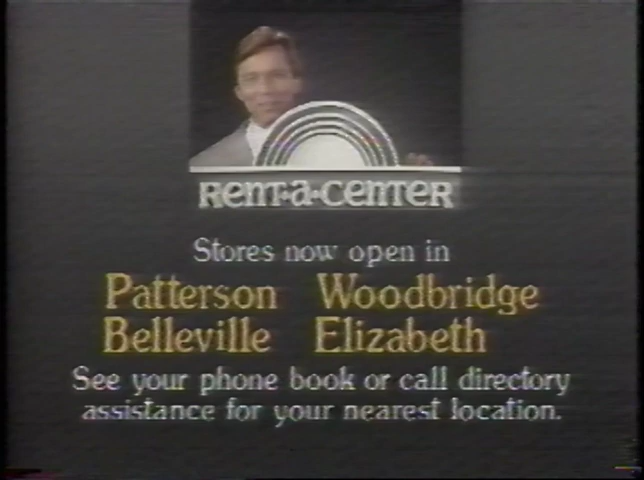 RENT-A-CENTER
Stores now open in
Patterson Woodbridge
Belleville Elizabeth
See your phone book or call directory
assistance for your nearest location.